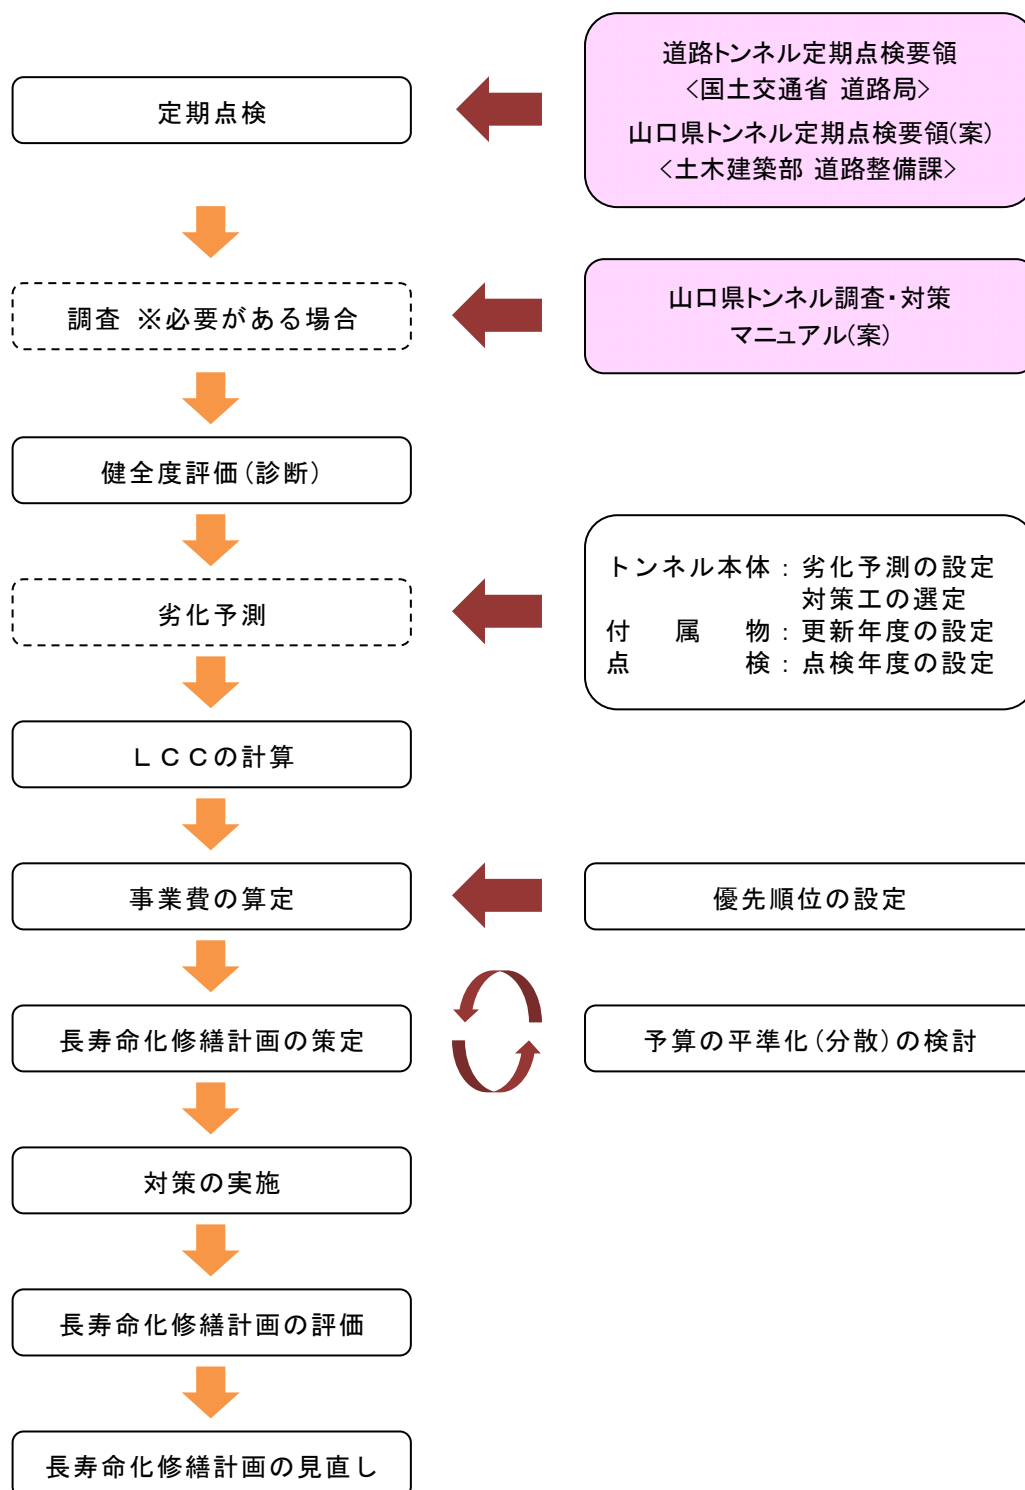 道路トンネル定期点検要領
<国土交通省 道路局>
山口県トンネル定期点検要領(案)
<土木建築部 道路整備課>
定期点検
調査 ※必要がある場合
山口県トンネル調査・対策
マニュアル(案)
健全度評価(診断)
劣化予測
トンネル本体：劣化予測の設定
対策工の選定
付属物：更新年度の設定
点検：点検年度の設定
ＬＣＣの計算
事業費の算定
優先順位の設定
長寿命化修繕計画の策定
予算の平準化(分散)の検討
対策の実施
長寿命化修繕計画の評価
長寿命化修繕計画の見直し